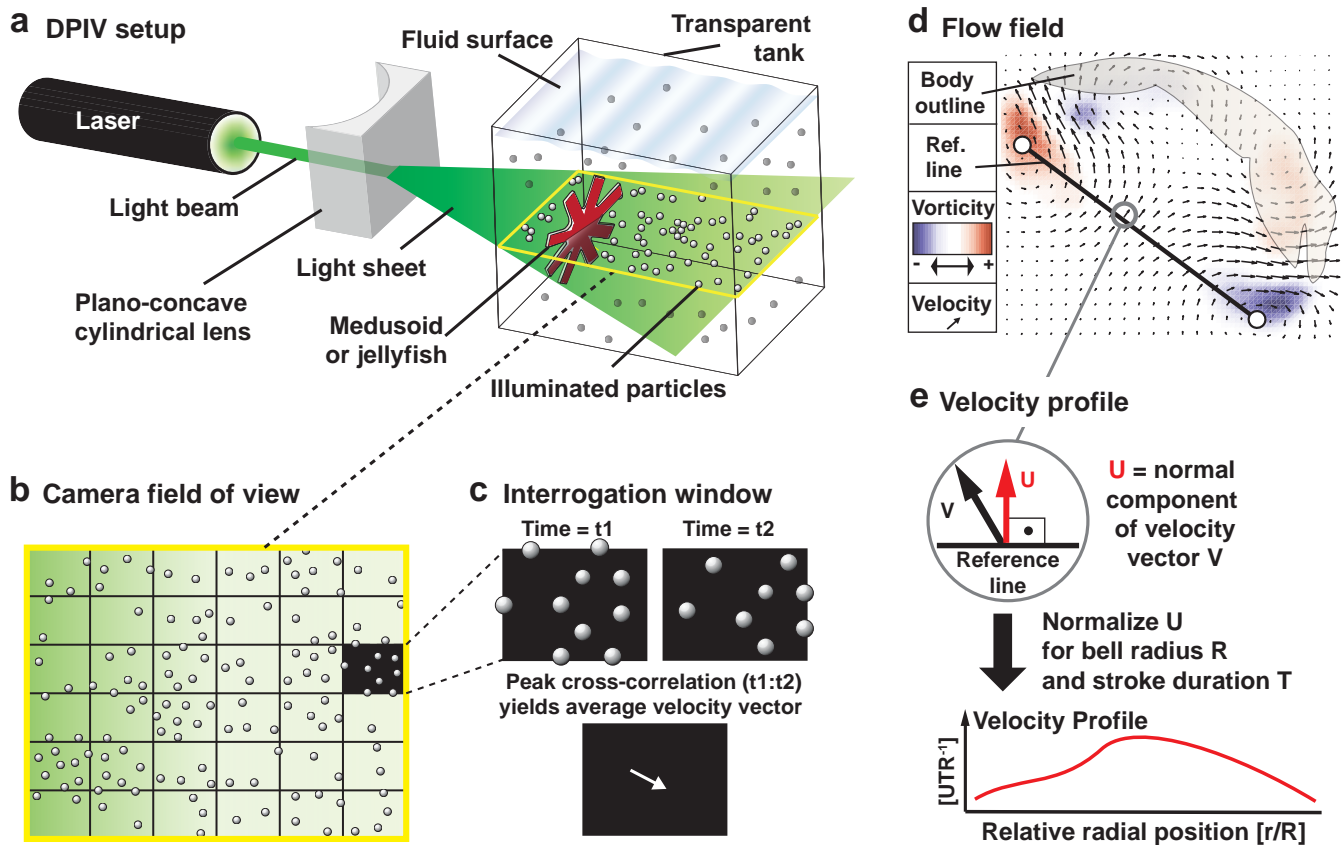 a DPIV setup
Laser
Light beam
Plano-concave
cylindrical lens
Light sheet
Fluid surface
Transparent
tank
Medusoid
or jellyfish
Illuminated particles
b Camera field of view
c Interrogation window
Time = t1
Time = t2
Peak cross-correlation (t1:t2)
yields average velocity vector
d Flow field
Body
outline
Ref.
line
Vorticity
- +
Velocity
e Velocity profile
V
U
Reference
line
U = normal
component
of velocity
vector V
Normalize U
for bell radius R
and stroke duration T
Velocity Profile
[UTR⁻¹]
Relative radial position [r/R]